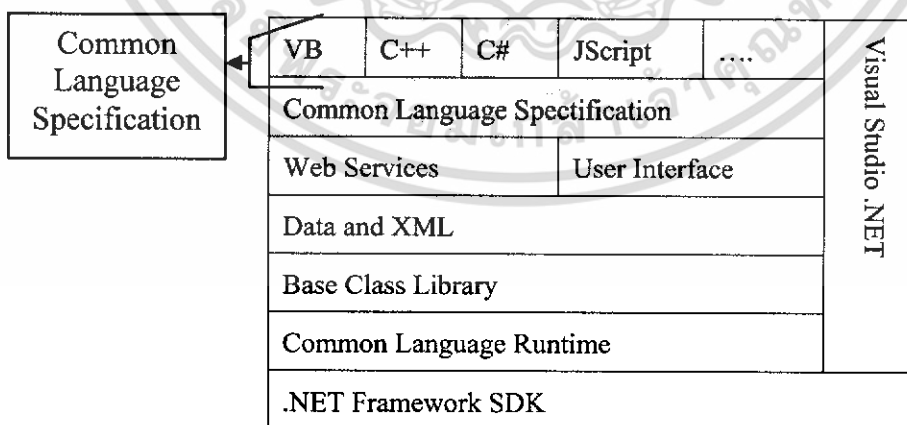 Common
Language
Specification
VB C++ C# JScript ....
Common Language Spectification
Web Services User Interface
Data and XML
Base Class Library
Common Language Runtime
.NET Framework SDK
Visual Studio .NET